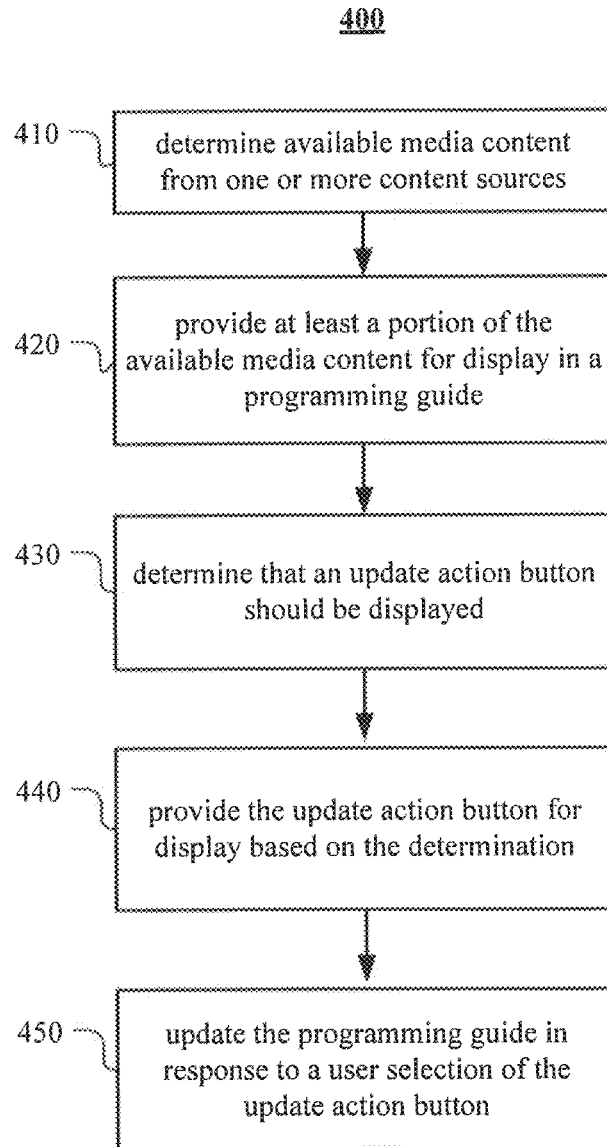 400
410
determine available media content
from one or more content sources
420
provide at least a portion of the
available media content for display in a
programming guide
430
determine that an update action button
should be displayed
440
provide the update action button for
display based on the determination
450
update the programming guide in
response to a user selection of the
update action button